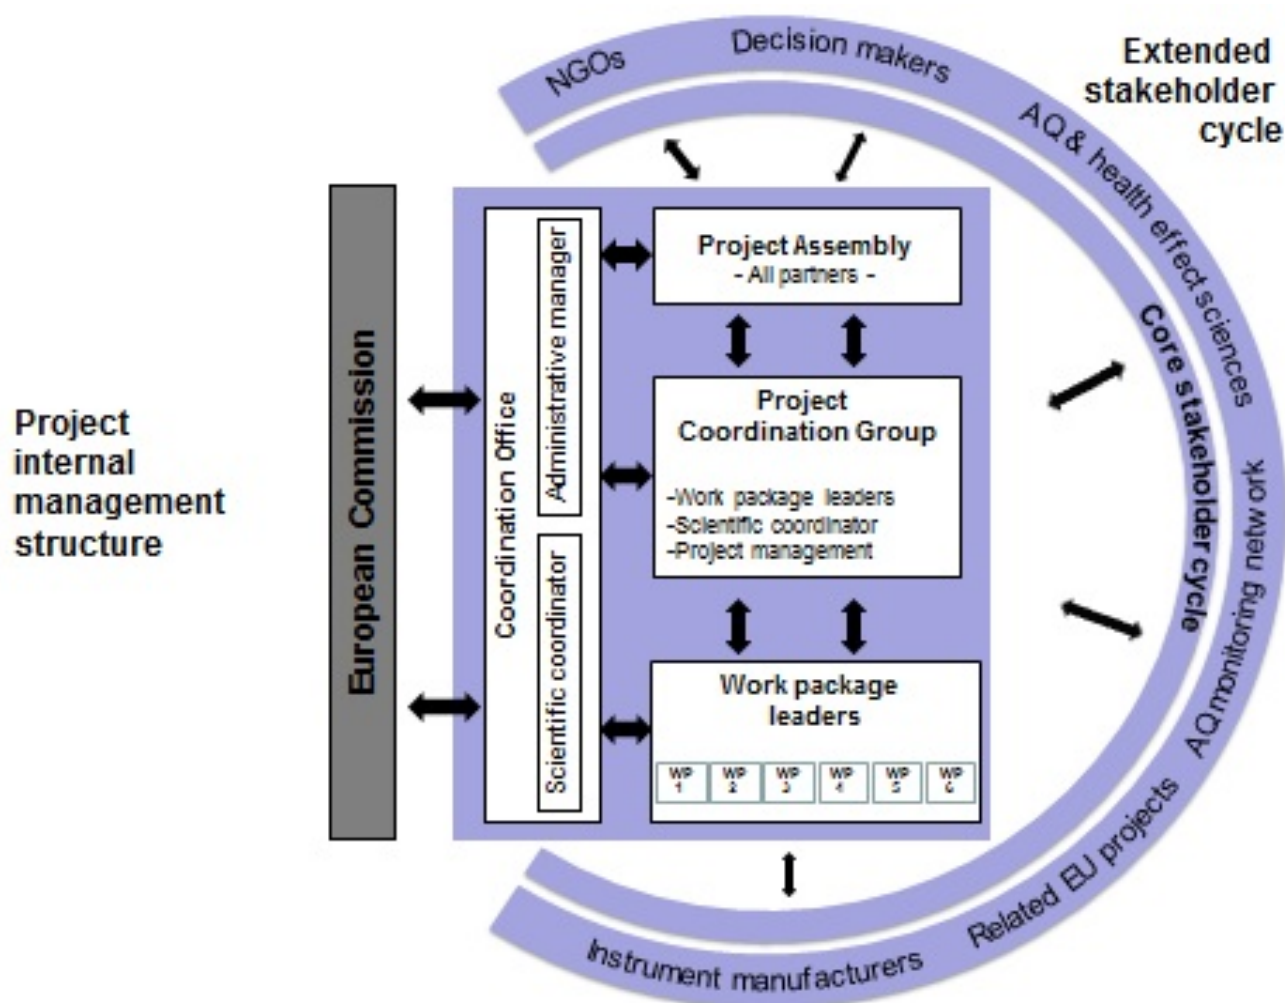 NGOs
Decision makers
AQ & health effect sciences
AQ monitoring network
Related EU projects
Instrument manufacturers
Extended
stakeholder
cycle
Core stakeholder cycle
Project
internal
management
structure
European Commission
Coordination Office
Administrative manager
Scientific coordinator
Project Assembly
- All partners -
Project
Coordination Group
-Work package leaders
-Scientific coordinator
-Project management
Work package
leaders
WP
1
WP
2
WP
3
WP
4
WP
5
WP
6